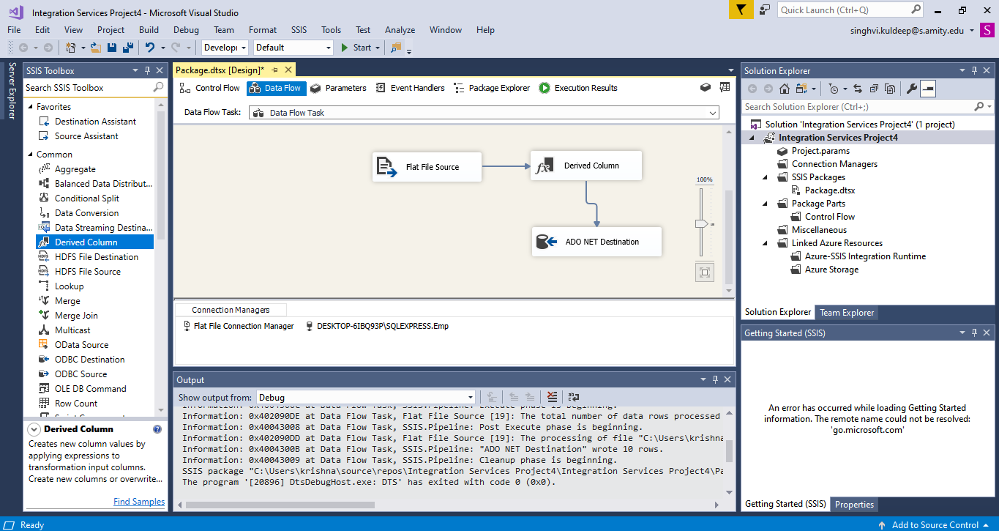 Integration Services Project4 - Microsoft Visual Studio
Quick Launch (Ctrl+Q)
File Edit View Project Build Debug Team Format SSIS Tools Test Analyze Window Help
singhvi.kuldeep@s.amity.edu
S
Default
Start
Server Explorer
SSIS Toolbox
Search SSIS Toolbox
Favorites
Destination Assistant
Source Assistant
Common
Aggregate
Balanced Data Distribut...
Conditional Split
Data Conversion
Data Streaming Destina...
Derived Column
HDFS File Destination
HDFS File Source
Lookup
Merge
Merge Join
Multicast
OData Source
ODBC Destination
ODBC Source
OLE DB Command
Row Count
Derived Column
Creates new column values by
applying expressions to
transformation input columns.
Create new columns or overwrite...
Find Samples
Package.dtsx [Design]*
Control Flow Data Flow Parameters Event Handlers Package Explorer Execution Results
Data Flow Task: Data Flow Task
Flat File Source
Derived Column
ADO NET Destination
100%
Connection Managers
Flat File Connection Manager DESKTOP-6IBQ93P\SQLEXPRESS.Emp
Output
Show output from: Debug
Information: 0x402090DE at Data Flow Task, Flat File Source [19]: The total number of data rows processed
Information: 0x40043008 at Data Flow Task, SSIS.Pipeline: Post Execute phase is beginning.
Information: 0x402090DD at Data Flow Task, Flat File Source [19]: The processing of file "C:\Users\krishna
Information: 0x4004300B at Data Flow Task, SSIS.Pipeline: "ADO NET Destination" wrote 10 rows.
Information: 0x40043009 at Data Flow Task, SSIS.Pipeline: Cleanup phase is beginning.
SSIS package "C:\Users\krishna\source\repos\Integration Services Project4\Integration Services Project4\Pa
The program '[20896] DtsDebugHost.exe: DTS' has exited with code 0 (0x0).
Solution Explorer
Search Solution Explorer (Ctrl+;)
Solution 'Integration Services Project4' (1 project)
Integration Services Project4
Project.params
Connection Managers
SSIS Packages
Package.dtsx
Package Parts
Control Flow
Miscellaneous
Linked Azure Resources
Azure-SSIS Integration Runtime
Azure Storage
Solution Explorer Team Explorer
Getting Started (SSIS)
An error has occurred while loading Getting Started
information. The remote name could not be resolved:
'go.microsoft.com'
Getting Started (SSIS) Properties
Ready
Add to Source Control